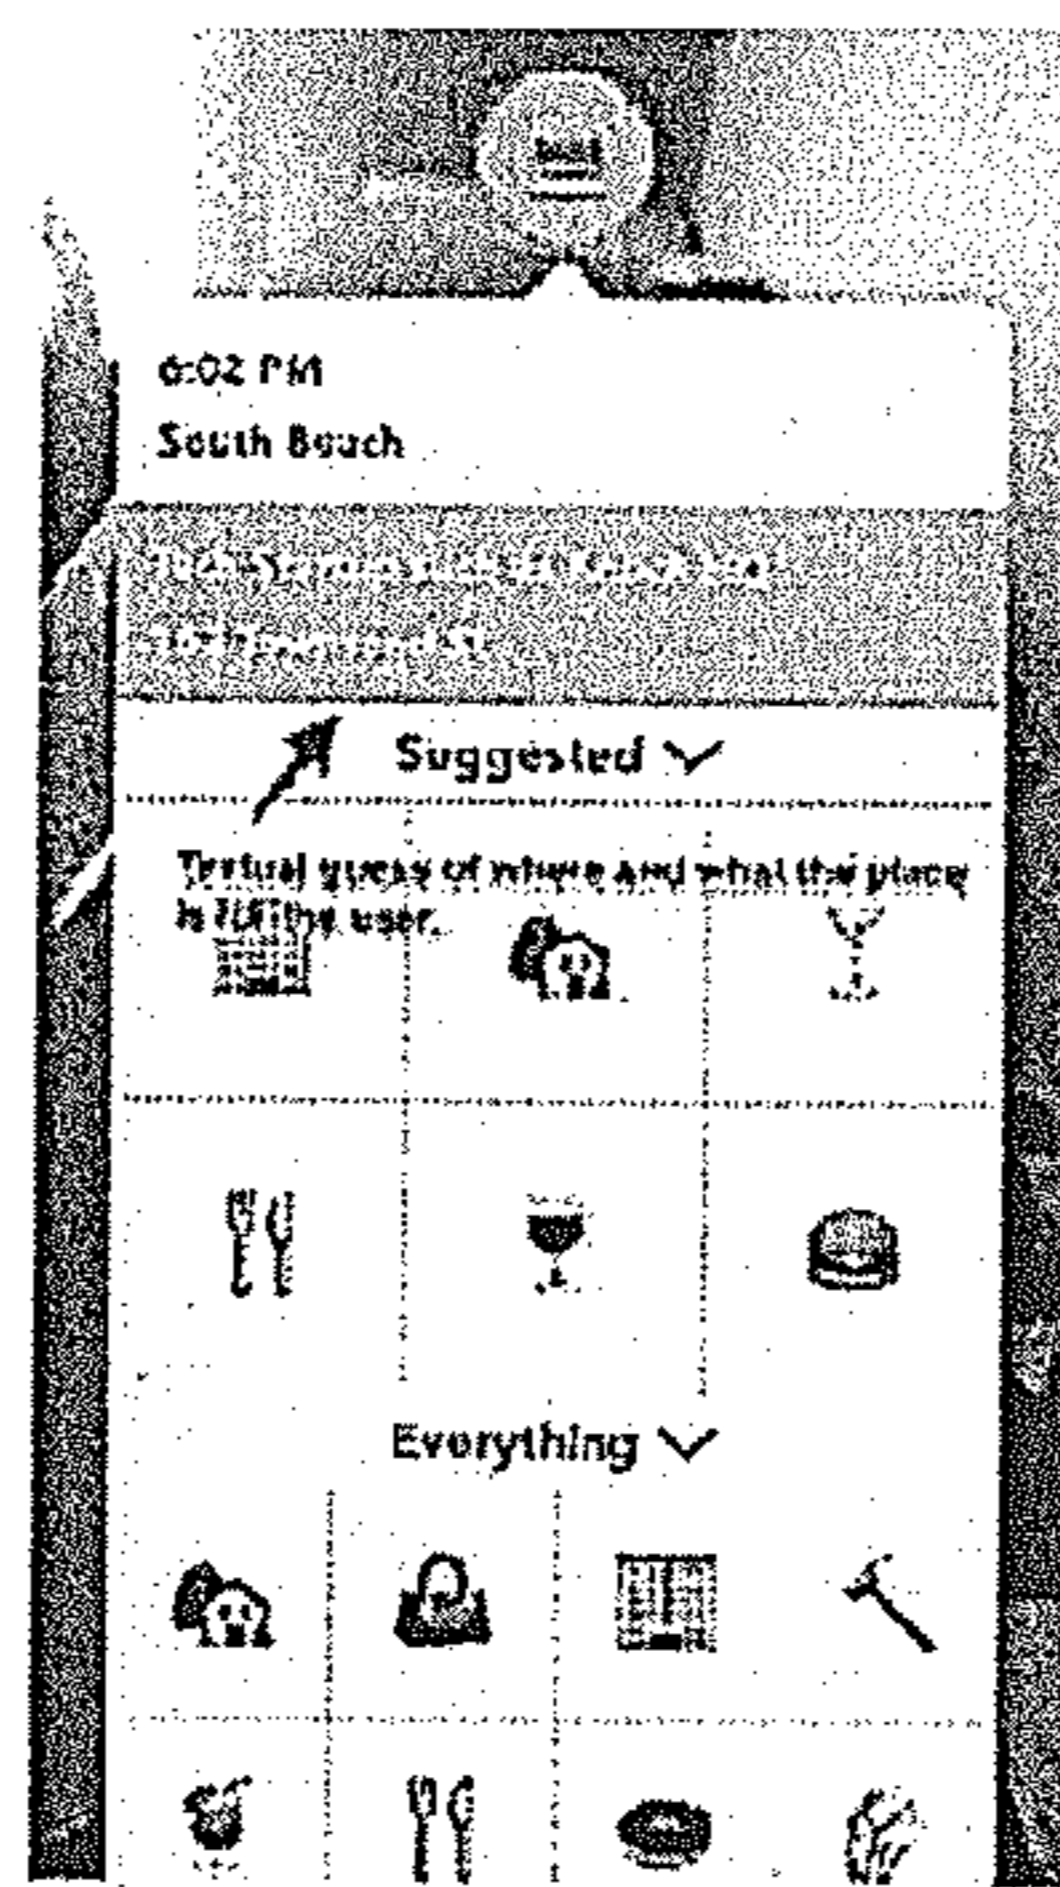 6:02 PM
South Beach
Suggested
Textual guess of where and what the place
is for the user.
Everything